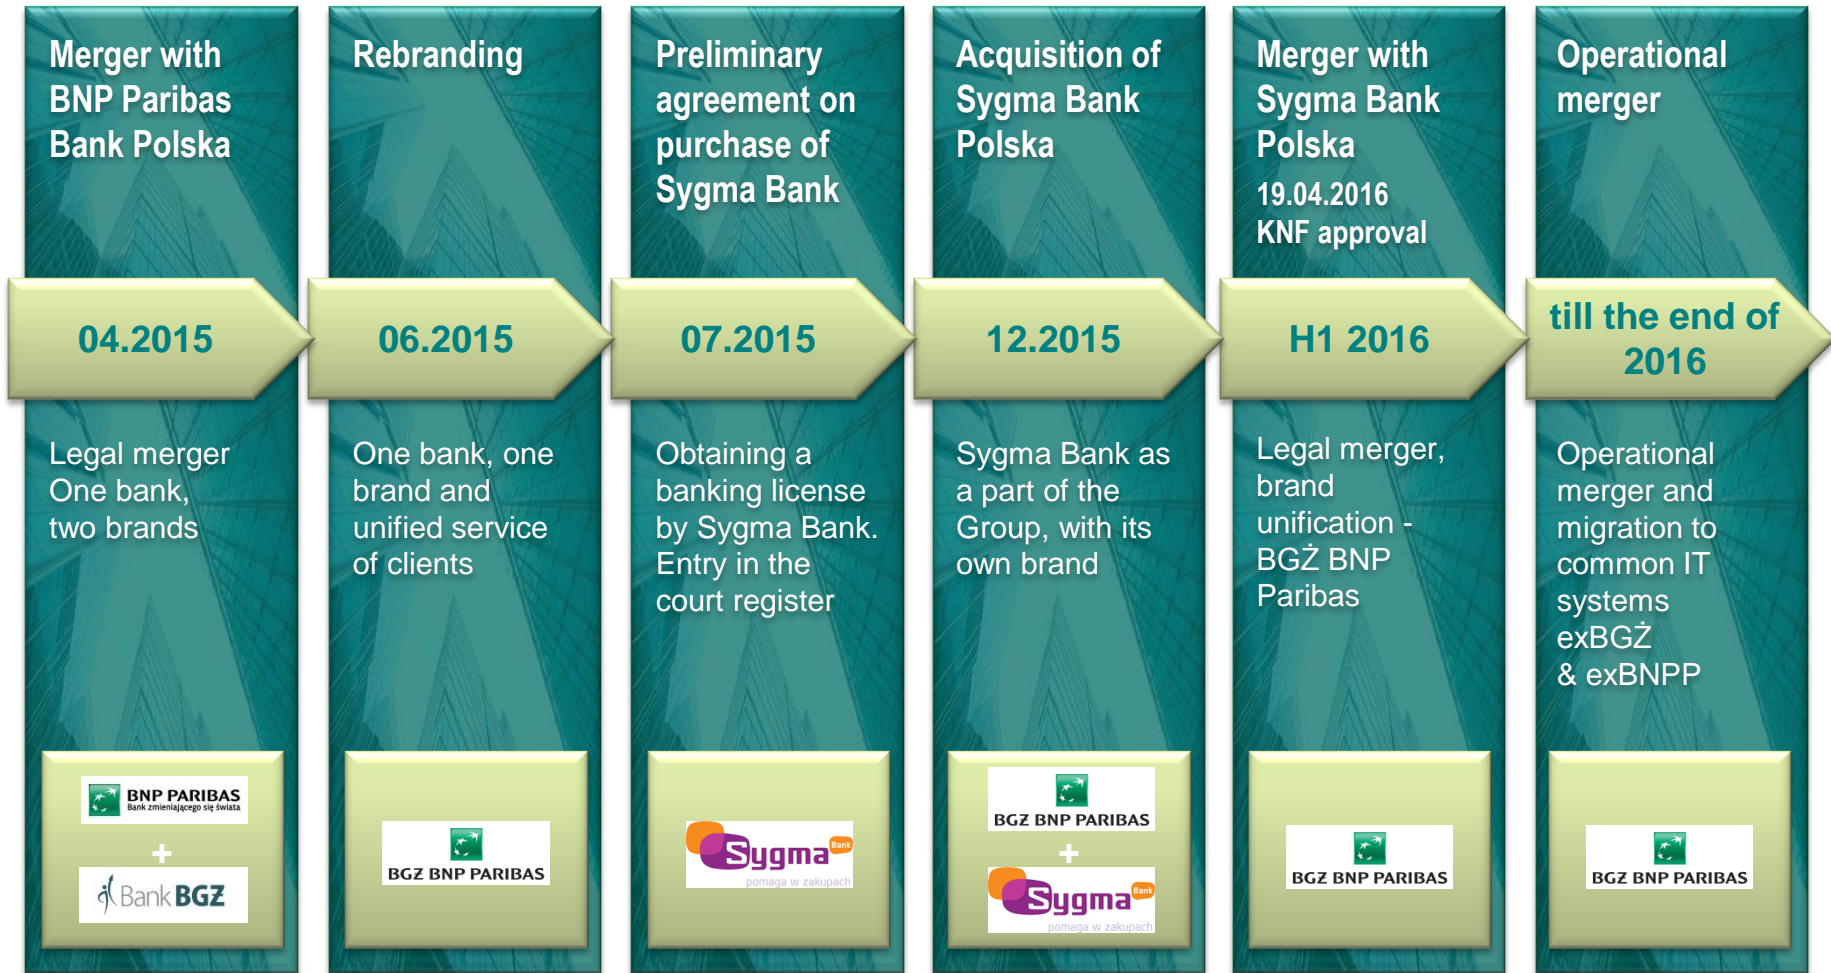 Merger with
BNP Paribas
Bank Polska
04.2015
Legal merger
One bank,
two brands
BNP PARIBAS
Bank zmieniającego się świata
+
Bank BGŻ
Rebranding
06.2015
One bank, one
brand and
unified service
of clients
BGŻ BNP PARIBAS
Preliminary
agreement on
purchase of
Sygma Bank
07.2015
Obtaining a
banking license
by Sygma Bank.
Entry in the
court register
Sygma Bank
pomaga w zakupach
Acquisition of
Sygma Bank
Polska
12.2015
Sygma Bank as
a part of the
Group, with its
own brand
BGŻ BNP PARIBAS
+
Sygma Bank
pomaga w zakupach
Merger with
Sygma Bank
Polska
19.04.2016
KNF approval
H1 2016
Legal merger,
brand
unification -
BGŻ BNP
Paribas
BGŻ BNP PARIBAS
Operational
merger
till the end of
2016
Operational
merger and
migration to
common IT
systems
exBGŻ
& exBNPP
BGŻ BNP PARIBAS